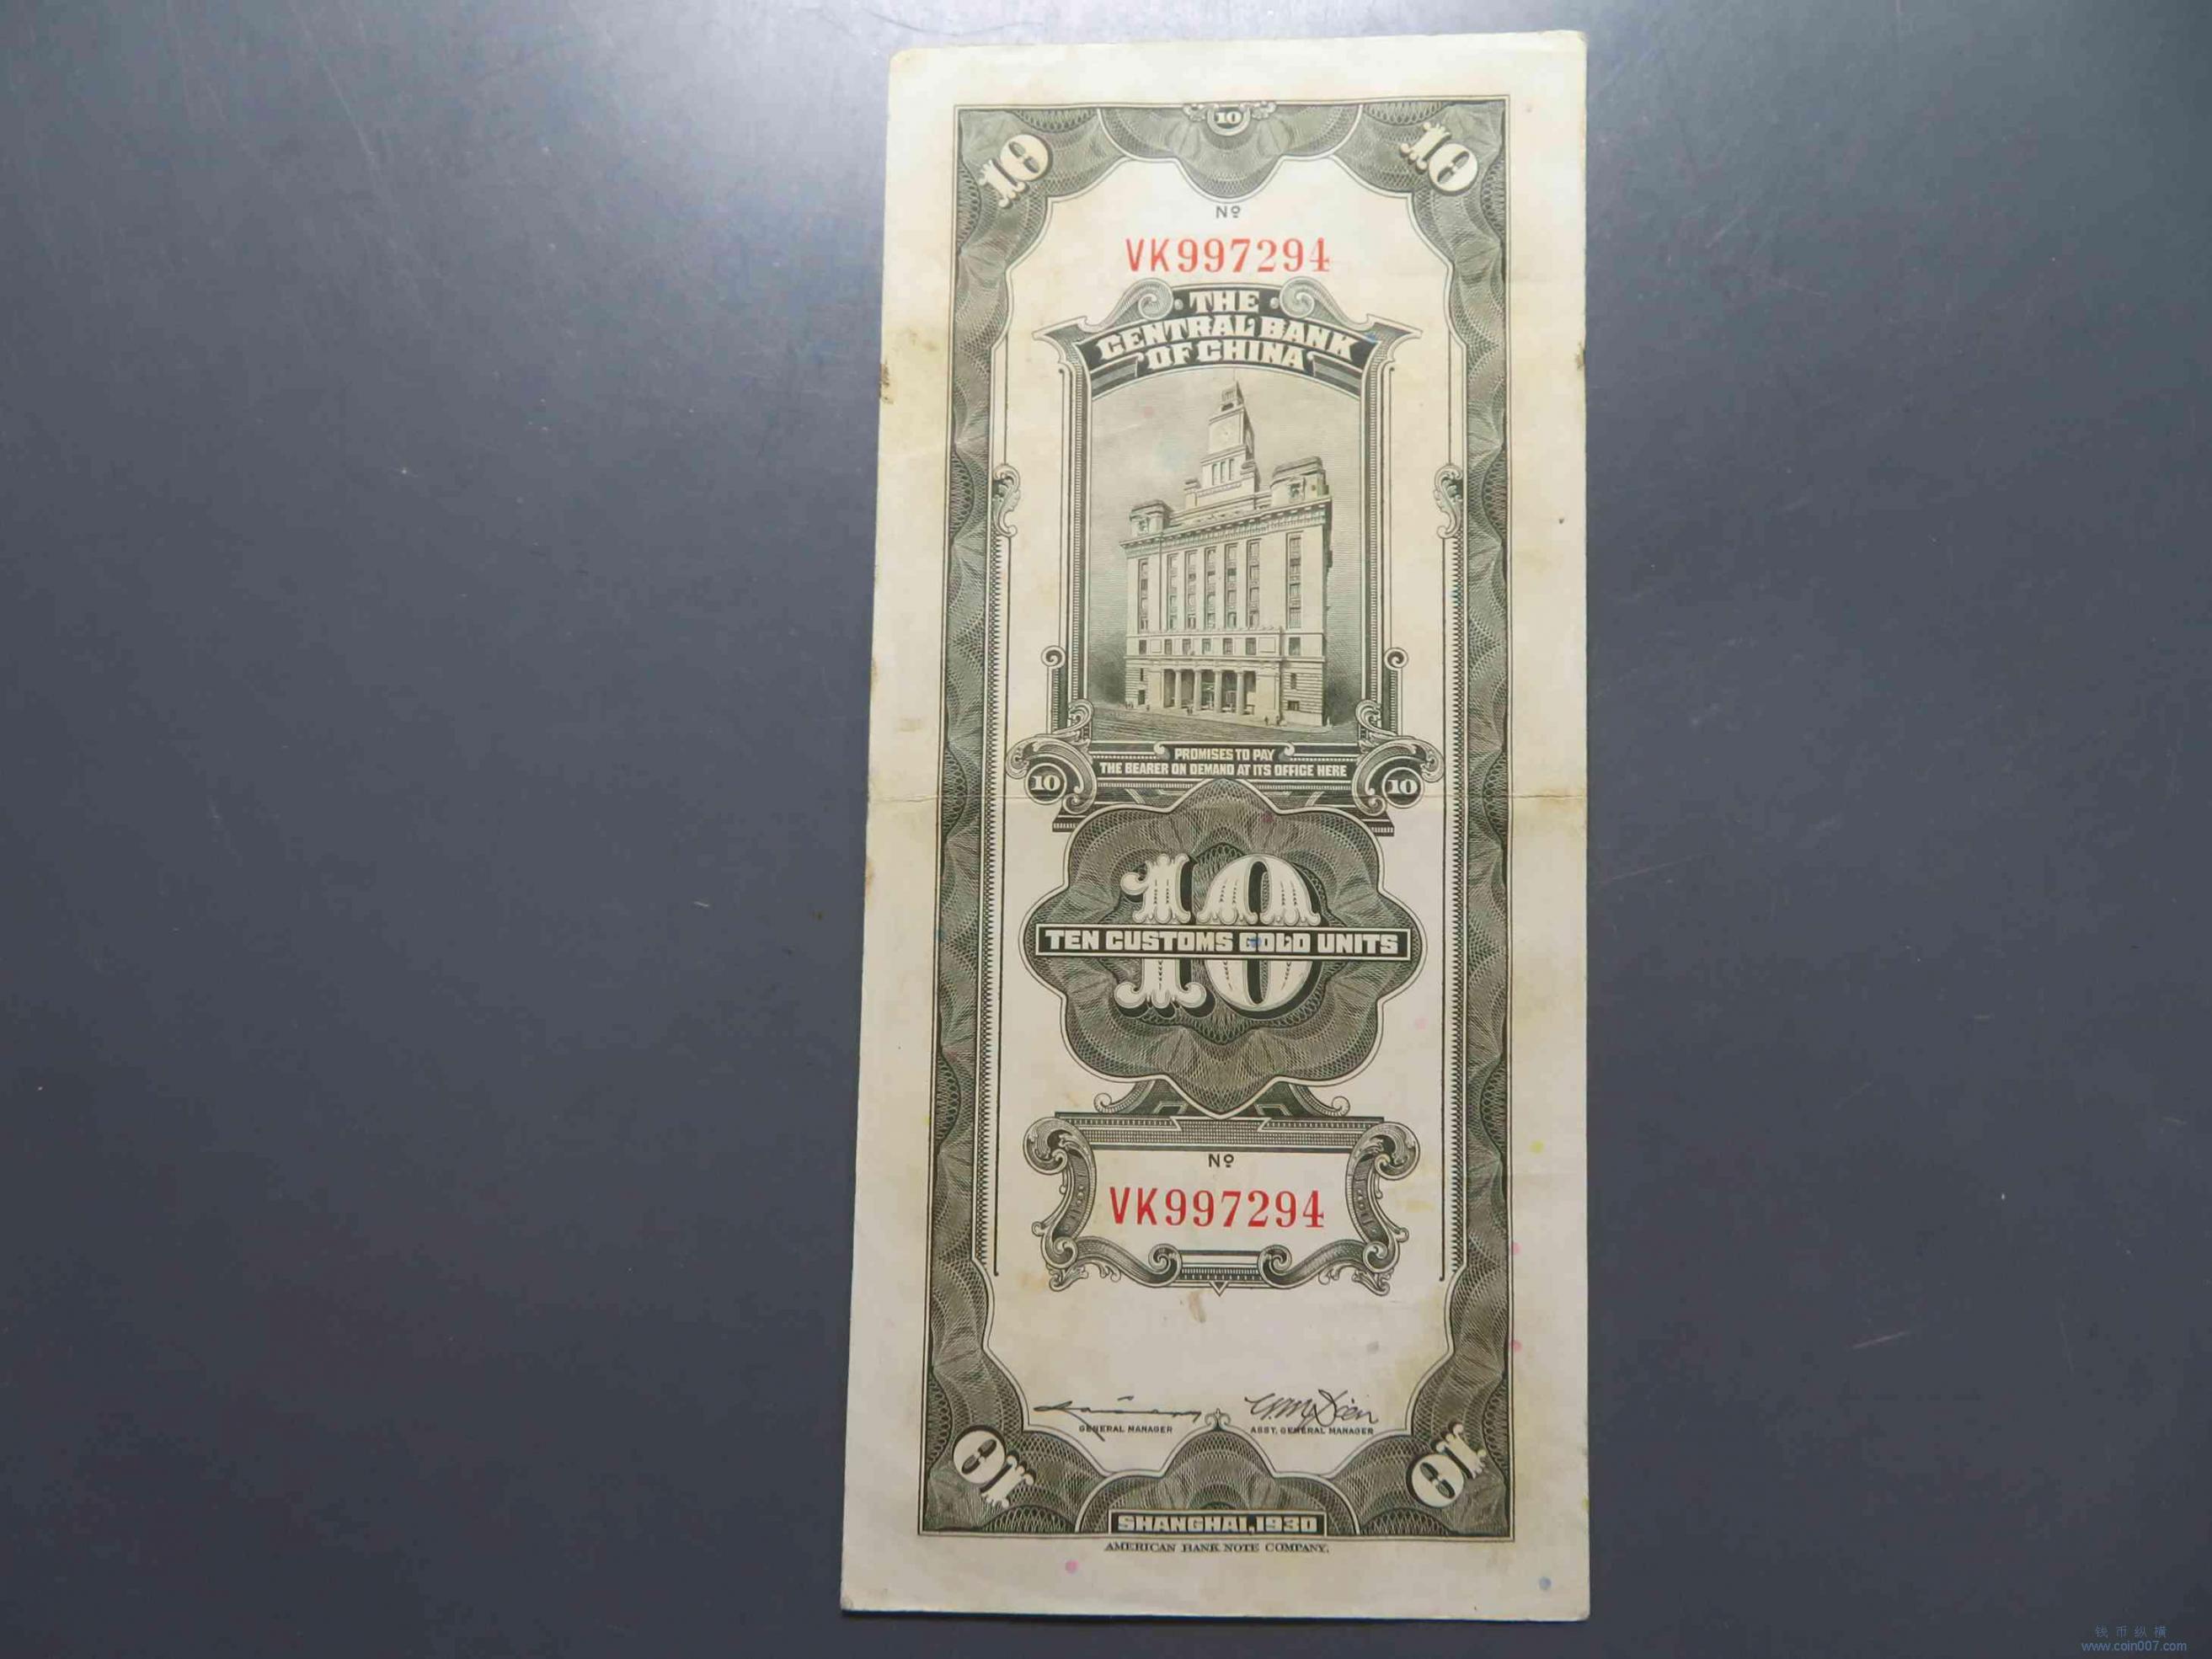 10
10 10
Nº
VK997294
THE
CENTRAL BANK
OF CHINA
PROMISES TO PAY
THE BEARER ON DEMAND AT ITS OFFICE HERE
10 10
10
TEN CUSTOMS GOLD UNITS
Nº
VK997294
GENERAL MANAGER ASST. GENERAL MANAGER
10 10
SHANGHAI, 1930
AMERICAN BANK NOTE COMPANY.
钱币纵横
www.coin007.com